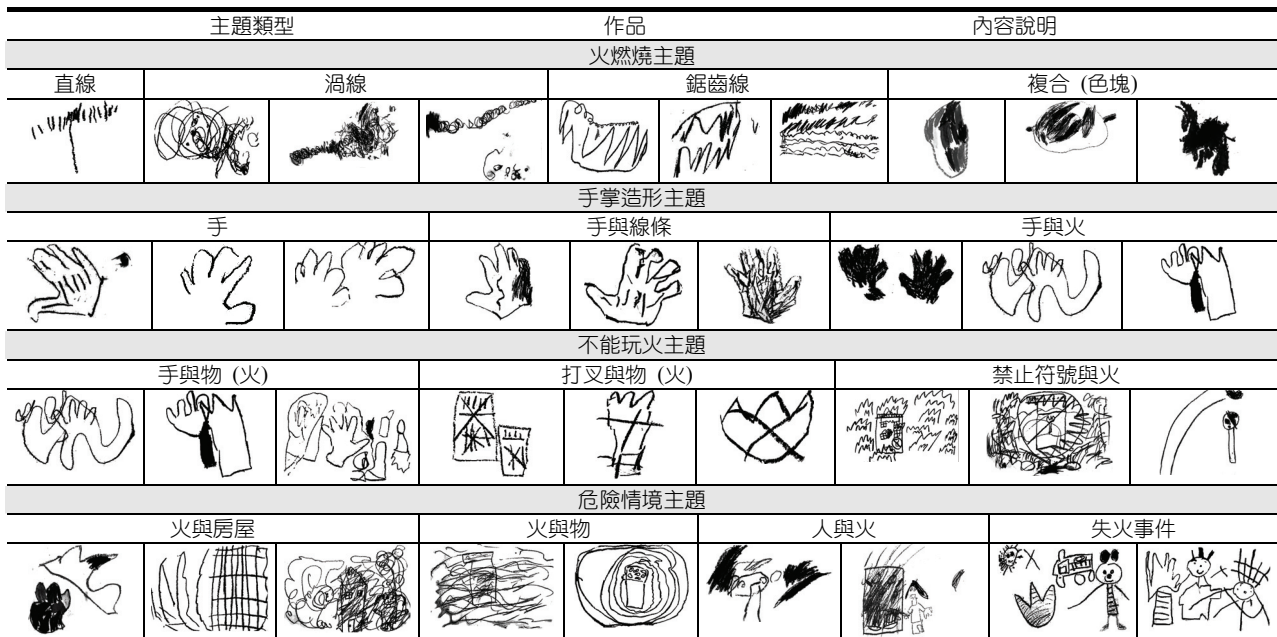 主題類型 作品 內容說明
火燃燒主題
直線 渦線 鋸齒線 複合 (色塊)
手掌造形主題
手 手與線條 手與火
不能玩火主題
手與物 (火) 打叉與物 (火) 禁止符號與火
危險情境主題
火與房屋 火與物 人與火 失火事件